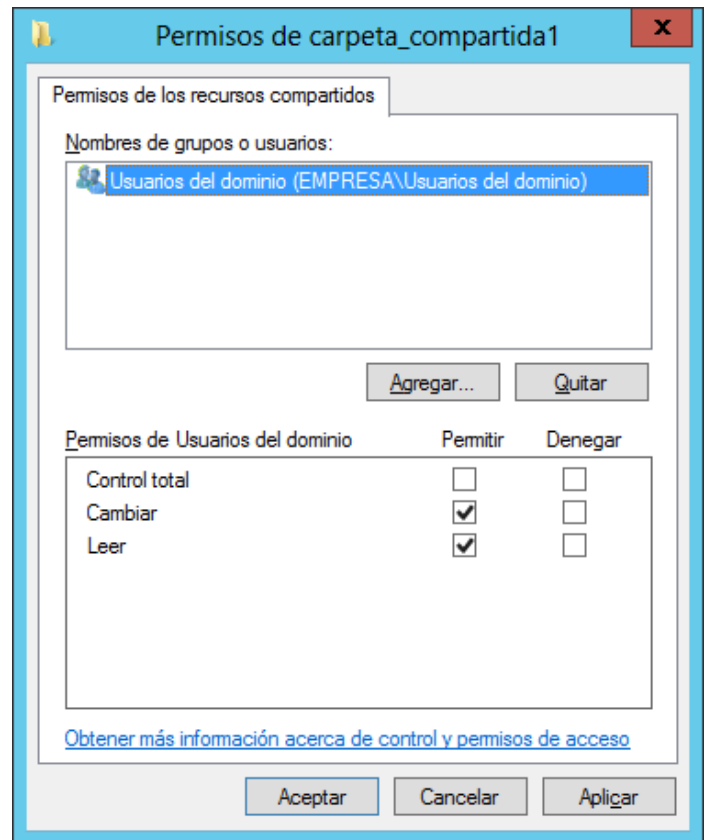 Permisos de carpeta_compartida1
x
Permisos de los recursos compartidos
Nombres de grupos o usuarios:
Usuarios del dominio (EMPRESA\Usuarios del dominio)
Agregar... Quitar
Permisos de Usuarios del dominio Permitir Denegar
Control total
Cambiar
Leer
Obtener más información acerca de control y permisos de acceso
Aceptar Cancelar Aplicar